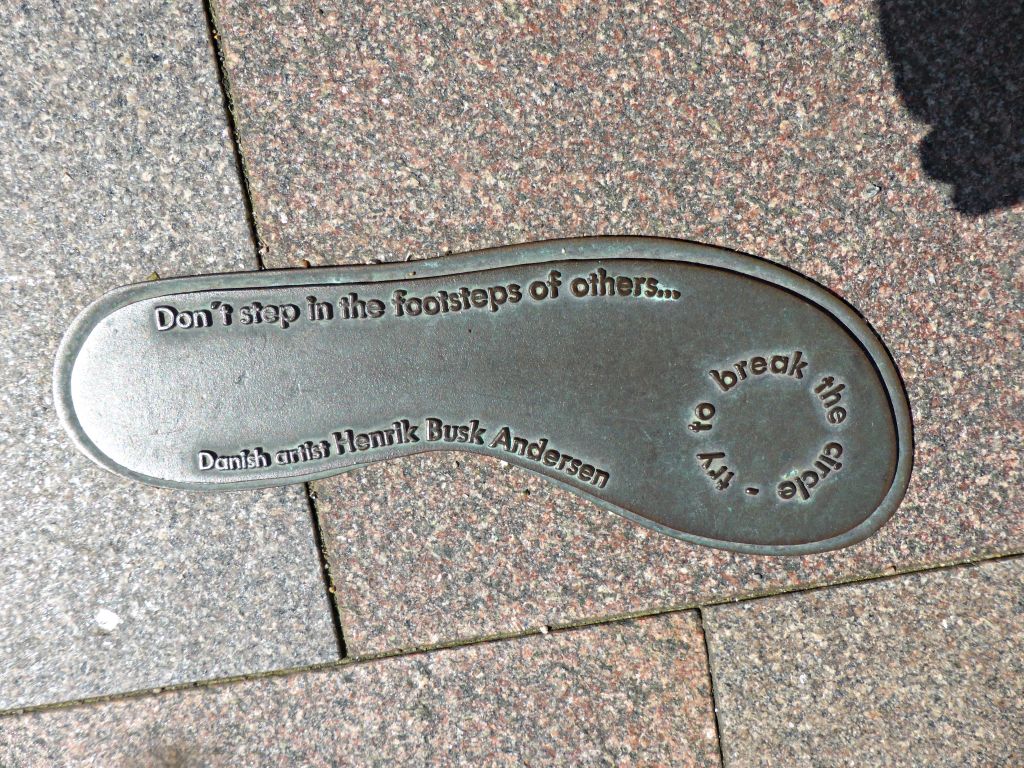 Don't step in the footsteps of others...
try to break the circle -
Danish artist Henrik Busk Andersen